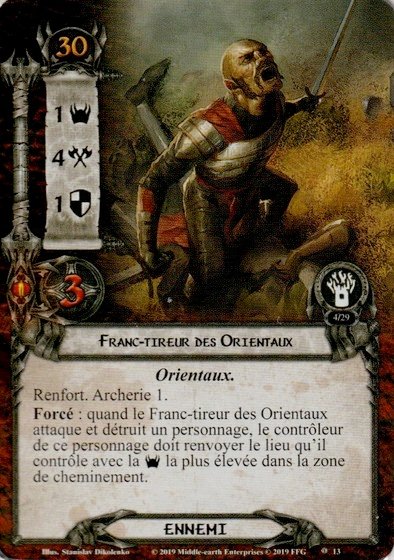 30
1
4
1
3
4/29
Franc-tireur des Orientaux
Orientaux.
Renfort. Archerie 1.
Forcé : quand le Franc-tireur des Orientaux
attaque et détruit un personnage, le contrôleur
de ce personnage doit renvoyer le lieu qu'il
contrôle avec la la plus élevée dans la zone
de cheminement.
Illus. Stanislav Dikolenko © 2019 Middle-earth Enterprises © 2019 FFG 13
ENNEMI